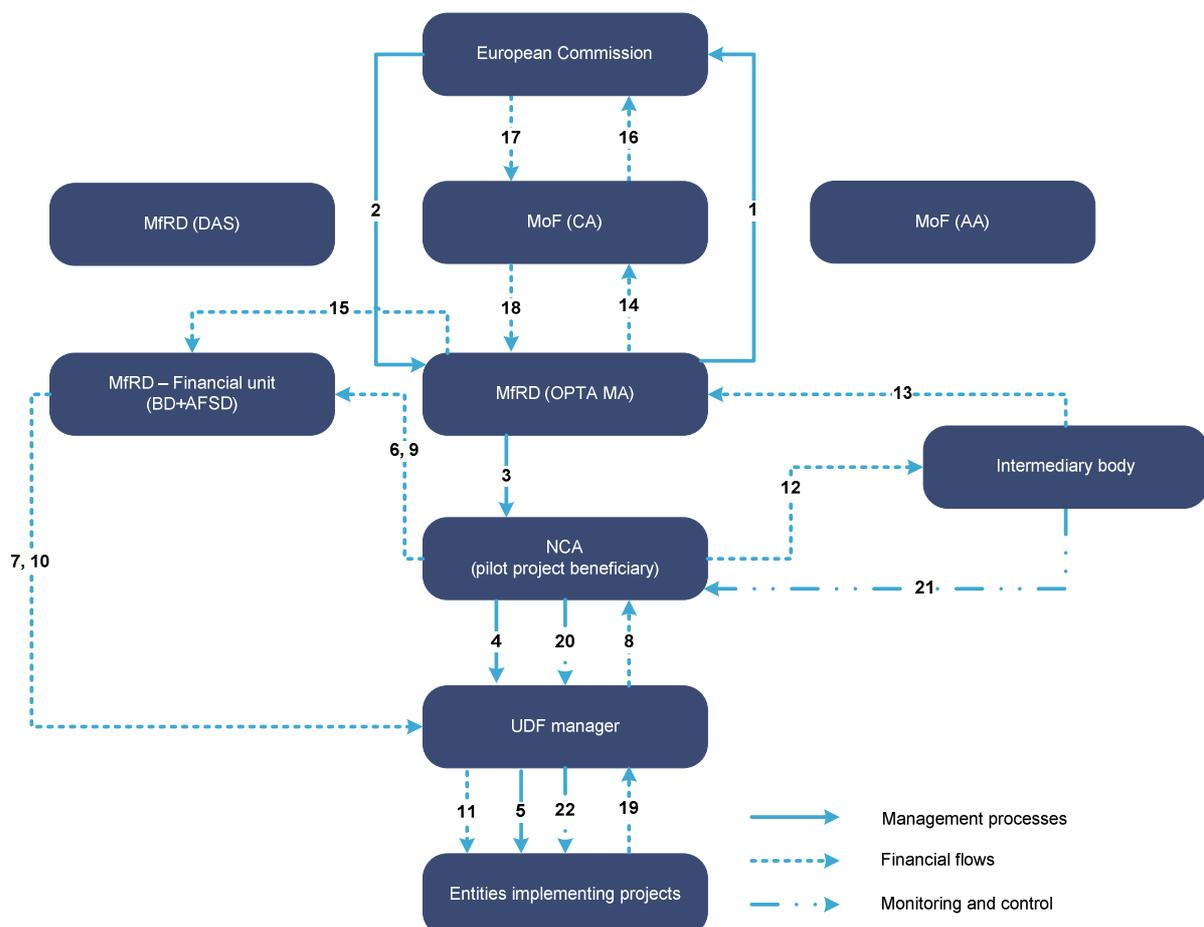 European Commission
17
16
2
1
MfRD (DAS)
MoF (CA)
MoF (AA)
15
18
14
MfRD – Financial unit
(BD+AFSD)
MfRD (OPTA MA)
13
6, 9
3
12
Intermediary body
7, 10
NCA
(pilot project beneficiary)
21
4
20
8
UDF manager
11
5
22
19
Management processes
Financial flows
Entities implementing projects
Monitoring and control